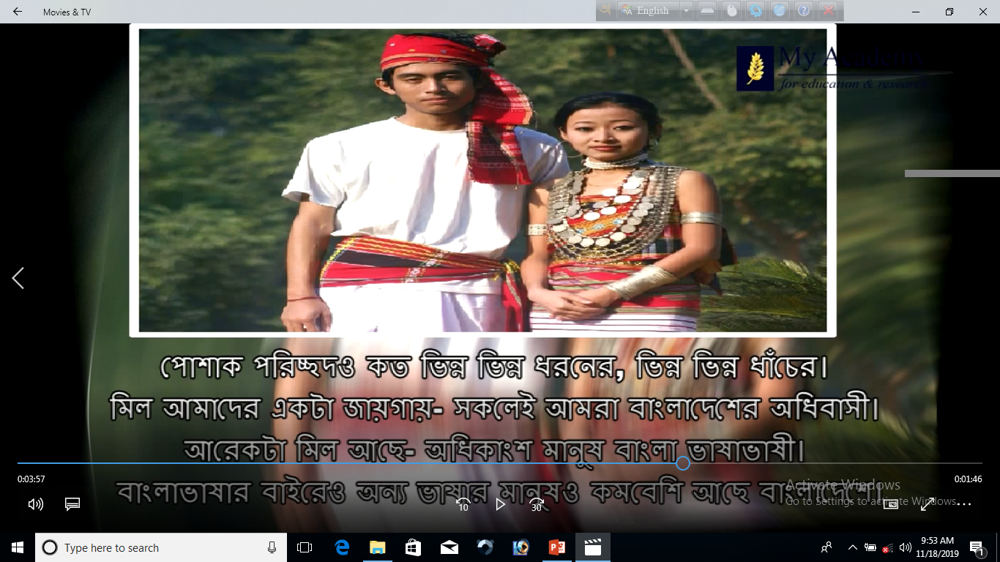 Movies & TV
English
My Academy
for education & research
পোশাক পরিচ্ছদও কত ভিন্ন ভিন্ন ধরনের, ভিন্ন ভিন্ন ধাঁচের।
মিল আমাদের একটা জায়গায়- সকলেই আমরা বাংলাদেশের অধিবাসী।
আরেকটা মিল আছে- অধিকাংশ মানুষ বাংলা ভাষাভাষী।
0:03:57
0:01:46
বাংলাভাষার বাইরেও অন্য ভাষার মানুষও কমবেশি আছে বাংলাদেশে।
Activate Windows
Go to Settings to activate Windows.
10
30
Type here to search
9:53 AM
11/18/2019
1